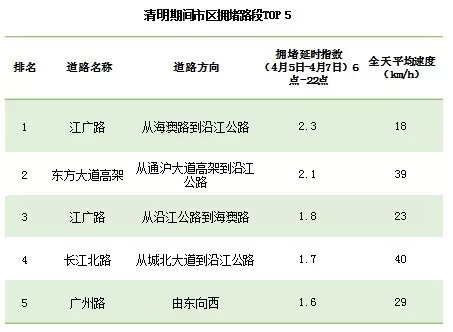 清明期间市区拥堵路段TOP 5
排名 道路名称 道路方向 拥堵延时指数（4月5日-4月7日）6点-22点 全天平均速度（km/h）
1 江广路 从海澳路到沿江公路 2.3 18
2 东方大道高架 从通沪大道高架到沿江公路 2.1 39
3 江广路 从沿江公路到海澳路 1.8 23
4 长江北路 从城北大道到沿江公路 1.7 40
5 广州路 由东向西 1.6 29